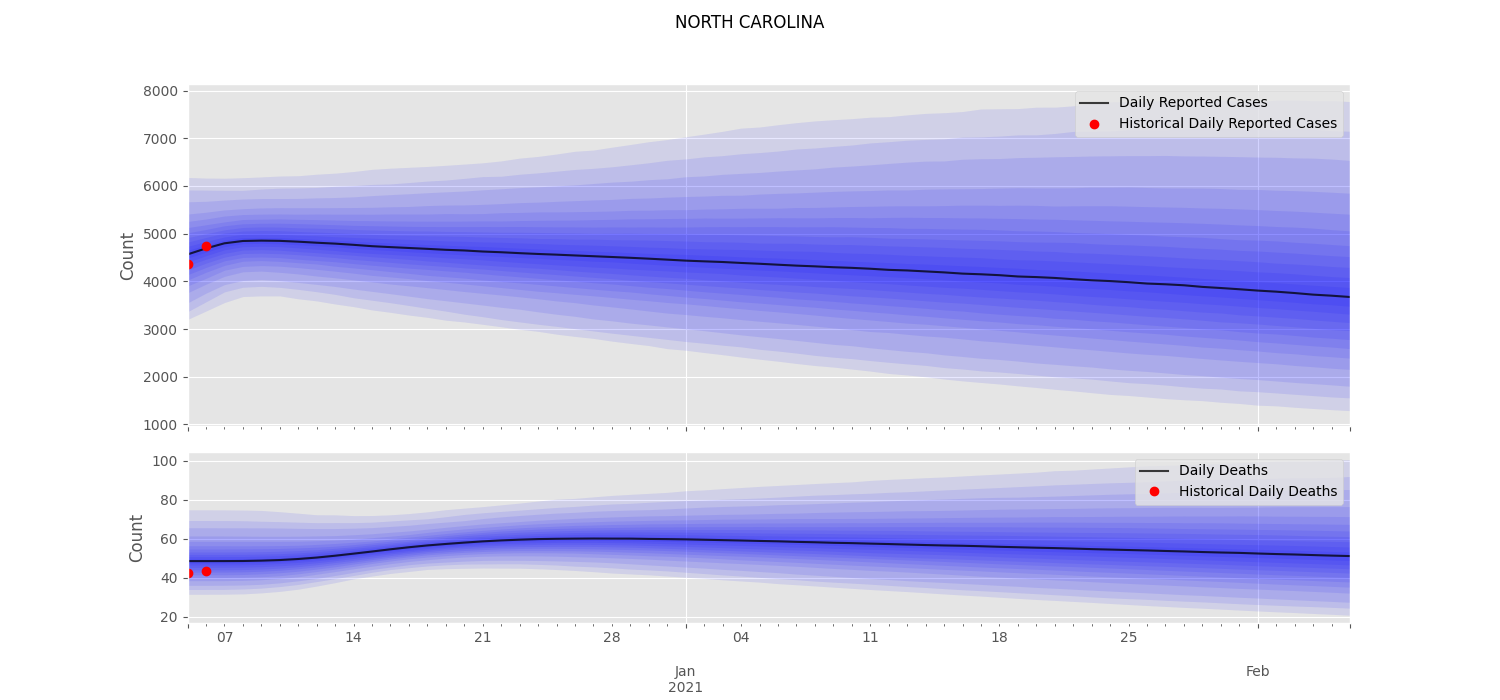 NORTH CAROLINA
Count
8000
7000
6000
5000
4000
3000
2000
1000
Daily Reported Cases
Historical Daily Reported Cases
Count
100
80
60
40
20
Daily Deaths
Historical Daily Deaths
07 14 21 28 04 11 18 25
Jan Feb
2021